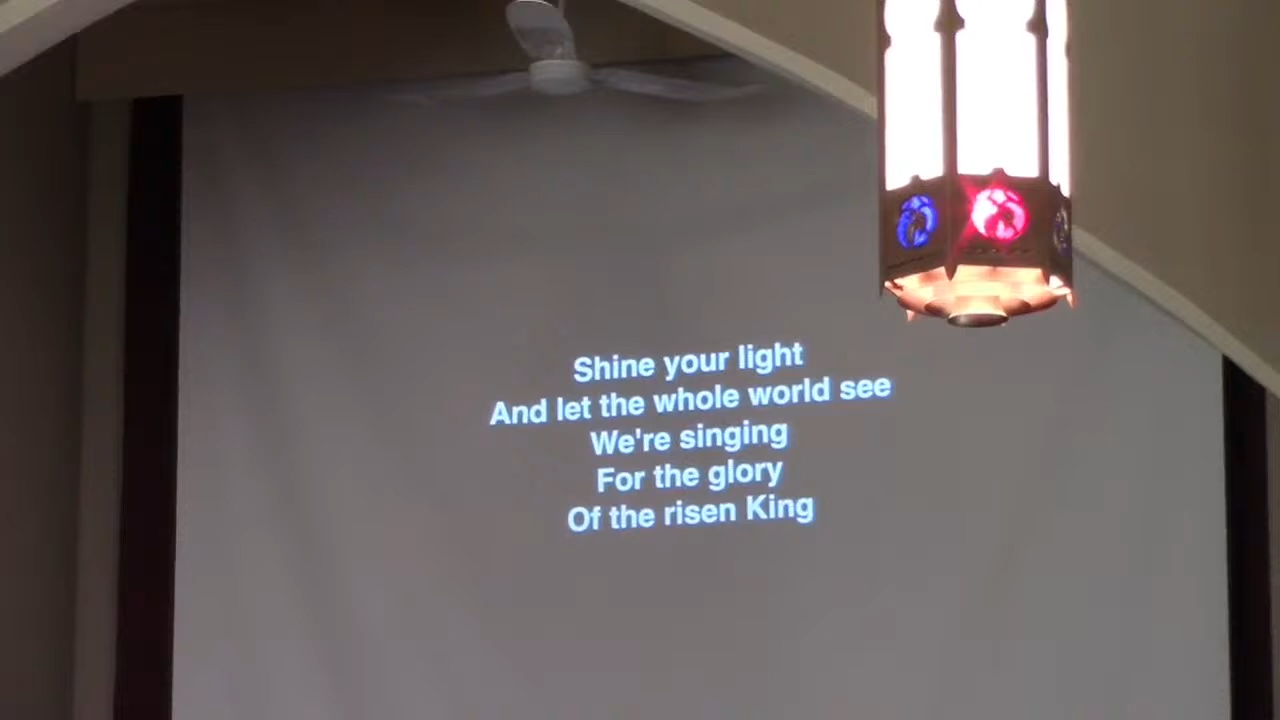 Shine your light
And let the whole world see
We're singing
For the glory
Of the risen King